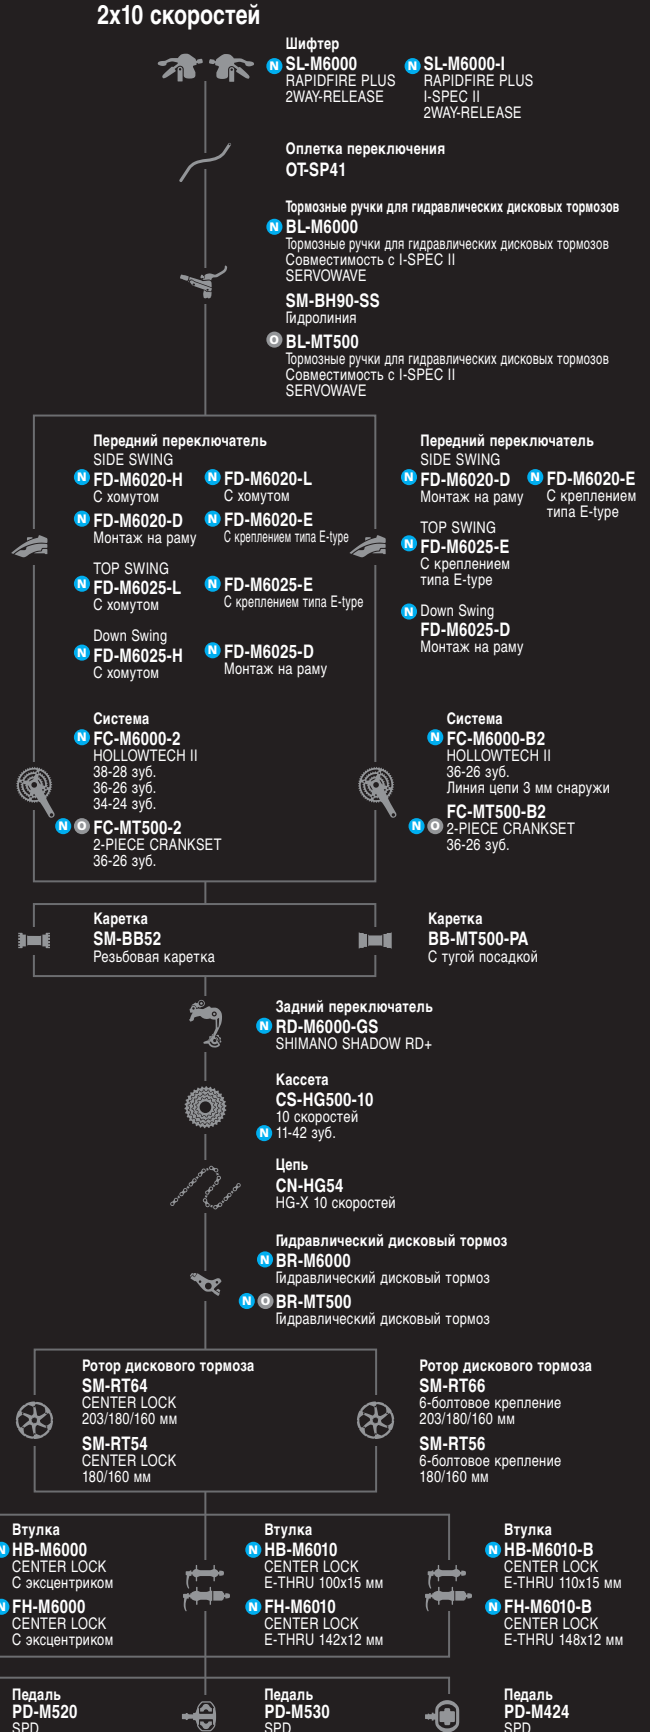 2x10 скоростей
Шифтер
N SL-M6000
RAPIDFIRE PLUS
2WAY-RELEASE
N SL-M6000-I
RAPIDFIRE PLUS
I-SPEC II
2WAY-RELEASE
Оплетка переключения
OT-SP41
Тормозные ручки для гидравлических дисковых тормозов
N BL-M6000
Тормозные ручки для гидравлических дисковых тормозов
Совместимость с I-SPEC II
SERVOWAVE
SM-BH90-SS
Гидролиния
O BL-MT500
Тормозные ручки для гидравлических дисковых тормозов
Совместимость с I-SPEC II
SERVOWAVE
Передний переключатель
SIDE SWING
N FD-M6020-H
С хомутом
N FD-M6020-L
С хомутом
N FD-M6020-D
Монтаж на раму
N FD-M6020-E
С креплением типа E-type
TOP SWING
N FD-M6025-L
С хомутом
N FD-M6025-E
С креплением типа E-type
Down Swing
N FD-M6025-H
С хомутом
N FD-M6025-D
Монтаж на раму
Передний переключатель
SIDE SWING
N FD-M6020-D
Монтаж на раму
N FD-M6020-E
С креплением
типа E-type
TOP SWING
N FD-M6025-E
С креплением
типа E-type
N Down Swing
FD-M6025-D
Монтаж на раму
Система
N FC-M6000-2
HOLLOWTECH II
38-28 зуб.
36-26 зуб.
34-24 зуб.
N O FC-MT500-2
2-PIECE CRANKSET
36-26 зуб.
Система
N FC-M6000-B2
HOLLOWTECH II
36-26 зуб.
Линия цепи 3 мм снаружи
FC-MT500-B2
N O 2-PIECE CRANKSET
36-26 зуб.
Каретка
SM-BB52
Резьбовая каретка
Каретка
BB-MT500-PA
С тугой посадкой
Задний переключатель
N RD-M6000-GS
SHIMANO SHADOW RD+
Кассета
CS-HG500-10
10 скоростей
N 11-42 зуб.
Цепь
CN-HG54
HG-X 10 скоростей
Гидравлический дисковый тормоз
N BR-M6000
Гидравлический дисковый тормоз
N O BR-MT500
Гидравлический дисковый тормоз
Ротор дискового тормоза
SM-RT64
CENTER LOCK
203/180/160 мм
SM-RT54
CENTER LOCK
180/160 мм
Ротор дискового тормоза
SM-RT66
6-болтовое крепление
203/180/160 мм
SM-RT56
6-болтовое крепление
180/160 мм
Втулка
N HB-M6000
CENTER LOCK
С эксцентриком
N FH-M6000
CENTER LOCK
С эксцентриком
Втулка
N HB-M6010
CENTER LOCK
E-THRU 100x15 мм
N FH-M6010
CENTER LOCK
E-THRU 142x12 мм
Втулка
N HB-M6010-B
CENTER LOCK
E-THRU 110x15 мм
N FH-M6010-B
CENTER LOCK
E-THRU 148x12 мм
Педаль
PD-M520
SPD
Педаль
PD-M530
SPD
Педаль
PD-M424
SPD